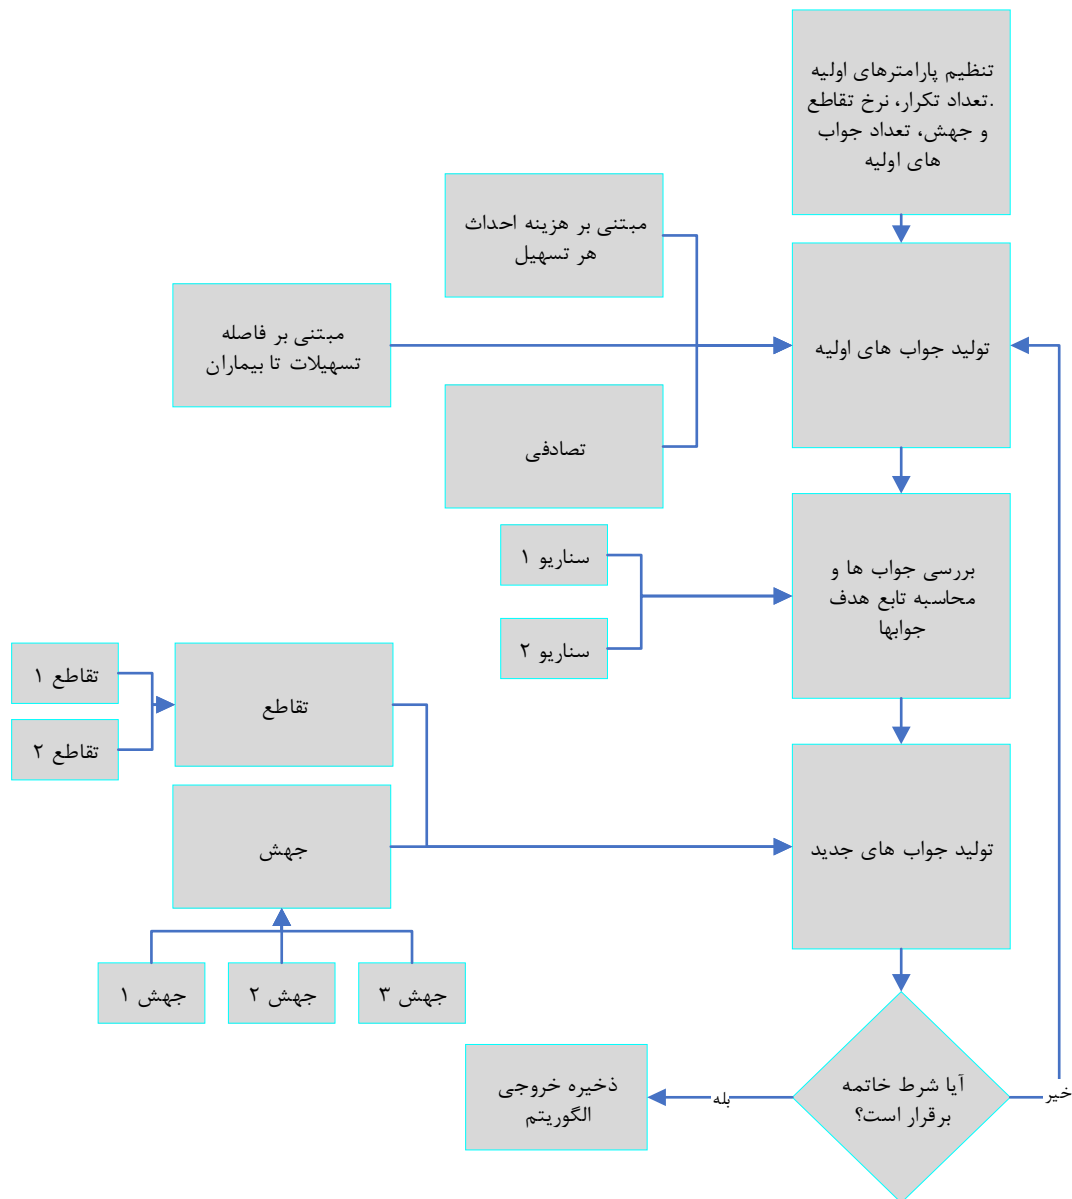 تنظیم پارامترهای اولیه
.تعداد تکرار، نرخ تقاطع
و جهش، تعداد جواب
های اولیه
مبتنی بر هزینه احداث
هر تسهیل
مبتنی بر فاصله
تسهیلات تا بیماران
تولید جواب های اولیه
تصادفی
سناریو ۱
سناریو ۲
بررسی جواب ها و
محاسبه تابع هدف
جوابها
تقاطع ۱
تقاطع ۲
تقاطع
جهش
تولید جواب های جدید
جهش ۱
جهش ۲
جهش ۳
آیا شرط خاتمه
برقرار است؟
خیر
بله
ذخیره خروجی
الگوریتم